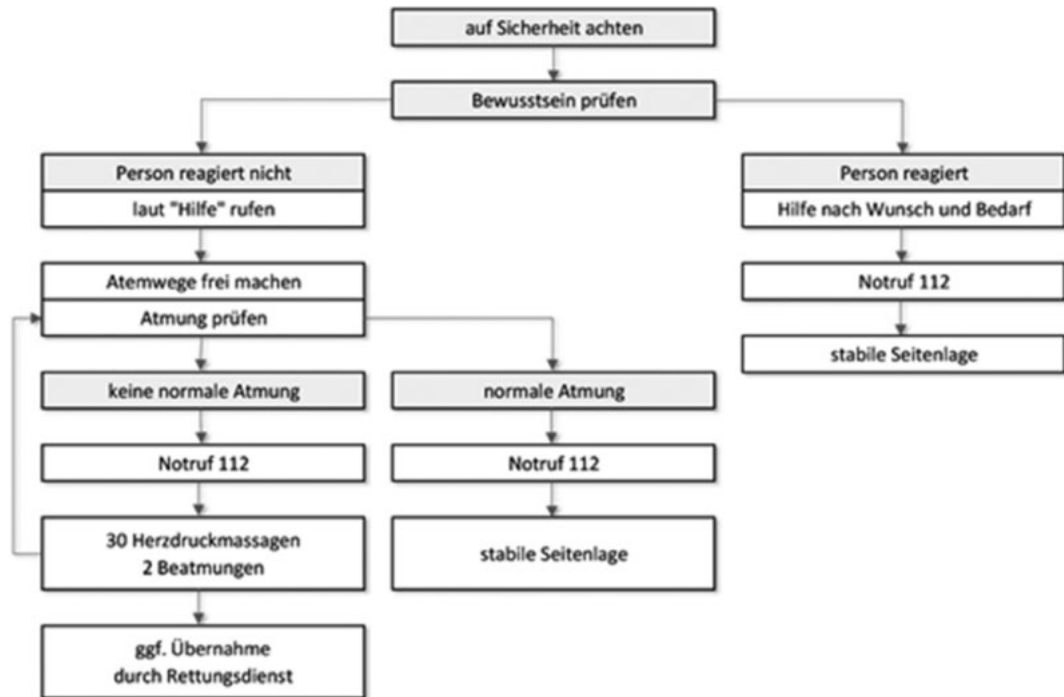 auf Sicherheit achten
Bewusstsein prüfen
Person reagiert nicht
laut "Hilfe" rufen
Atemwege frei machen
Atmung prüfen
keine normale Atmung
Notruf 112
30 Herzdruckmassagen
2 Beatmungen
ggf. Übernahme
durch Rettungsdienst
normale Atmung
Notruf 112
stabile Seitenlage
Person reagiert
Hilfe nach Wunsch und Bedarf
Notruf 112
stabile Seitenlage